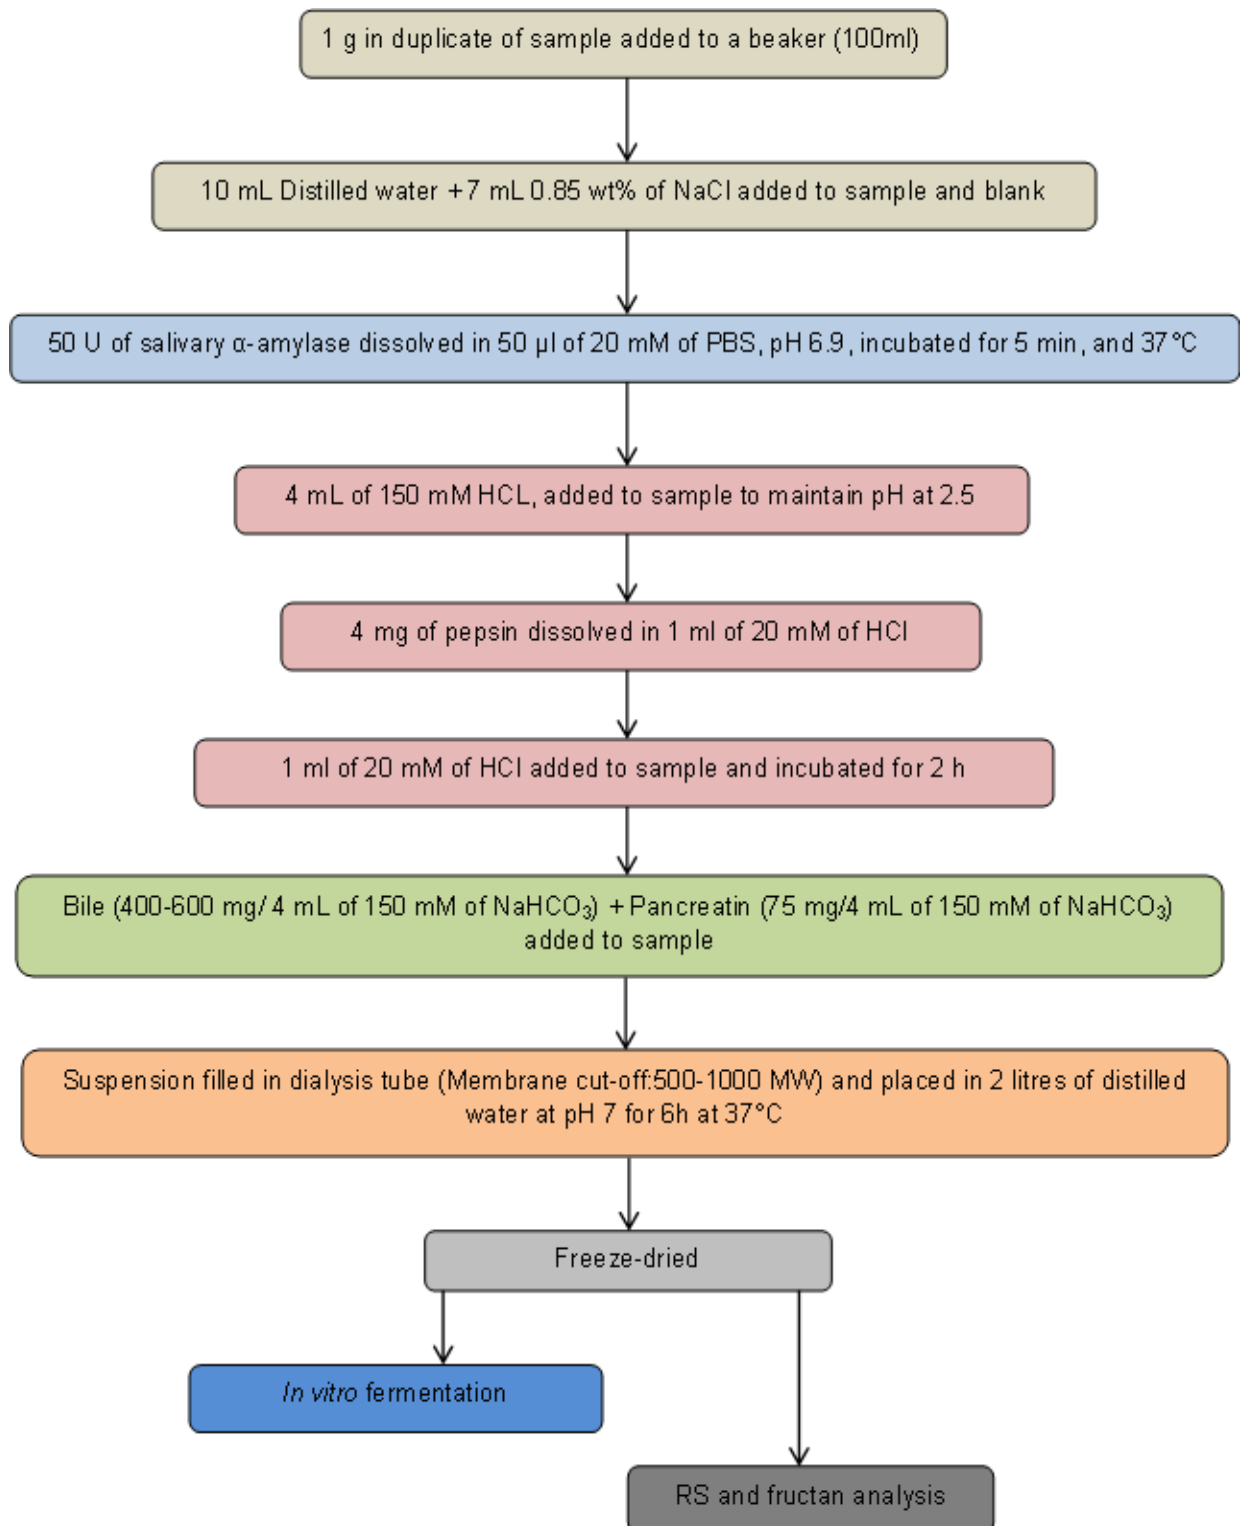 1 g in duplicate of sample added to a beaker (100ml)
10 mL Distilled water + 7 mL 0.85 wt% of NaCl added to sample and blank
50 U of salivary α-amylase dissolved in 50 µl of 20 mM of PBS, pH 6.9, incubated for 5 min, and 37°C
4 mL of 150 mM HCL, added to sample to maintain pH at 2.5
4 mg of pepsin dissolved in 1 ml of 20 mM of HCl
1 ml of 20 mM of HCl added to sample and incubated for 2 h
Bile (400-600 mg/ 4 mL of 150 mM of NaHCO₃) + Pancreatin (75 mg/4 mL of 150 mM of NaHCO₃)
added to sample
Suspension filled in dialysis tube (Membrane cut-off:500-1000 MW) and placed in 2 litres of distilled
water at pH 7 for 6h at 37°C
Freeze-dried
In vitro fermentation
RS and fructan analysis